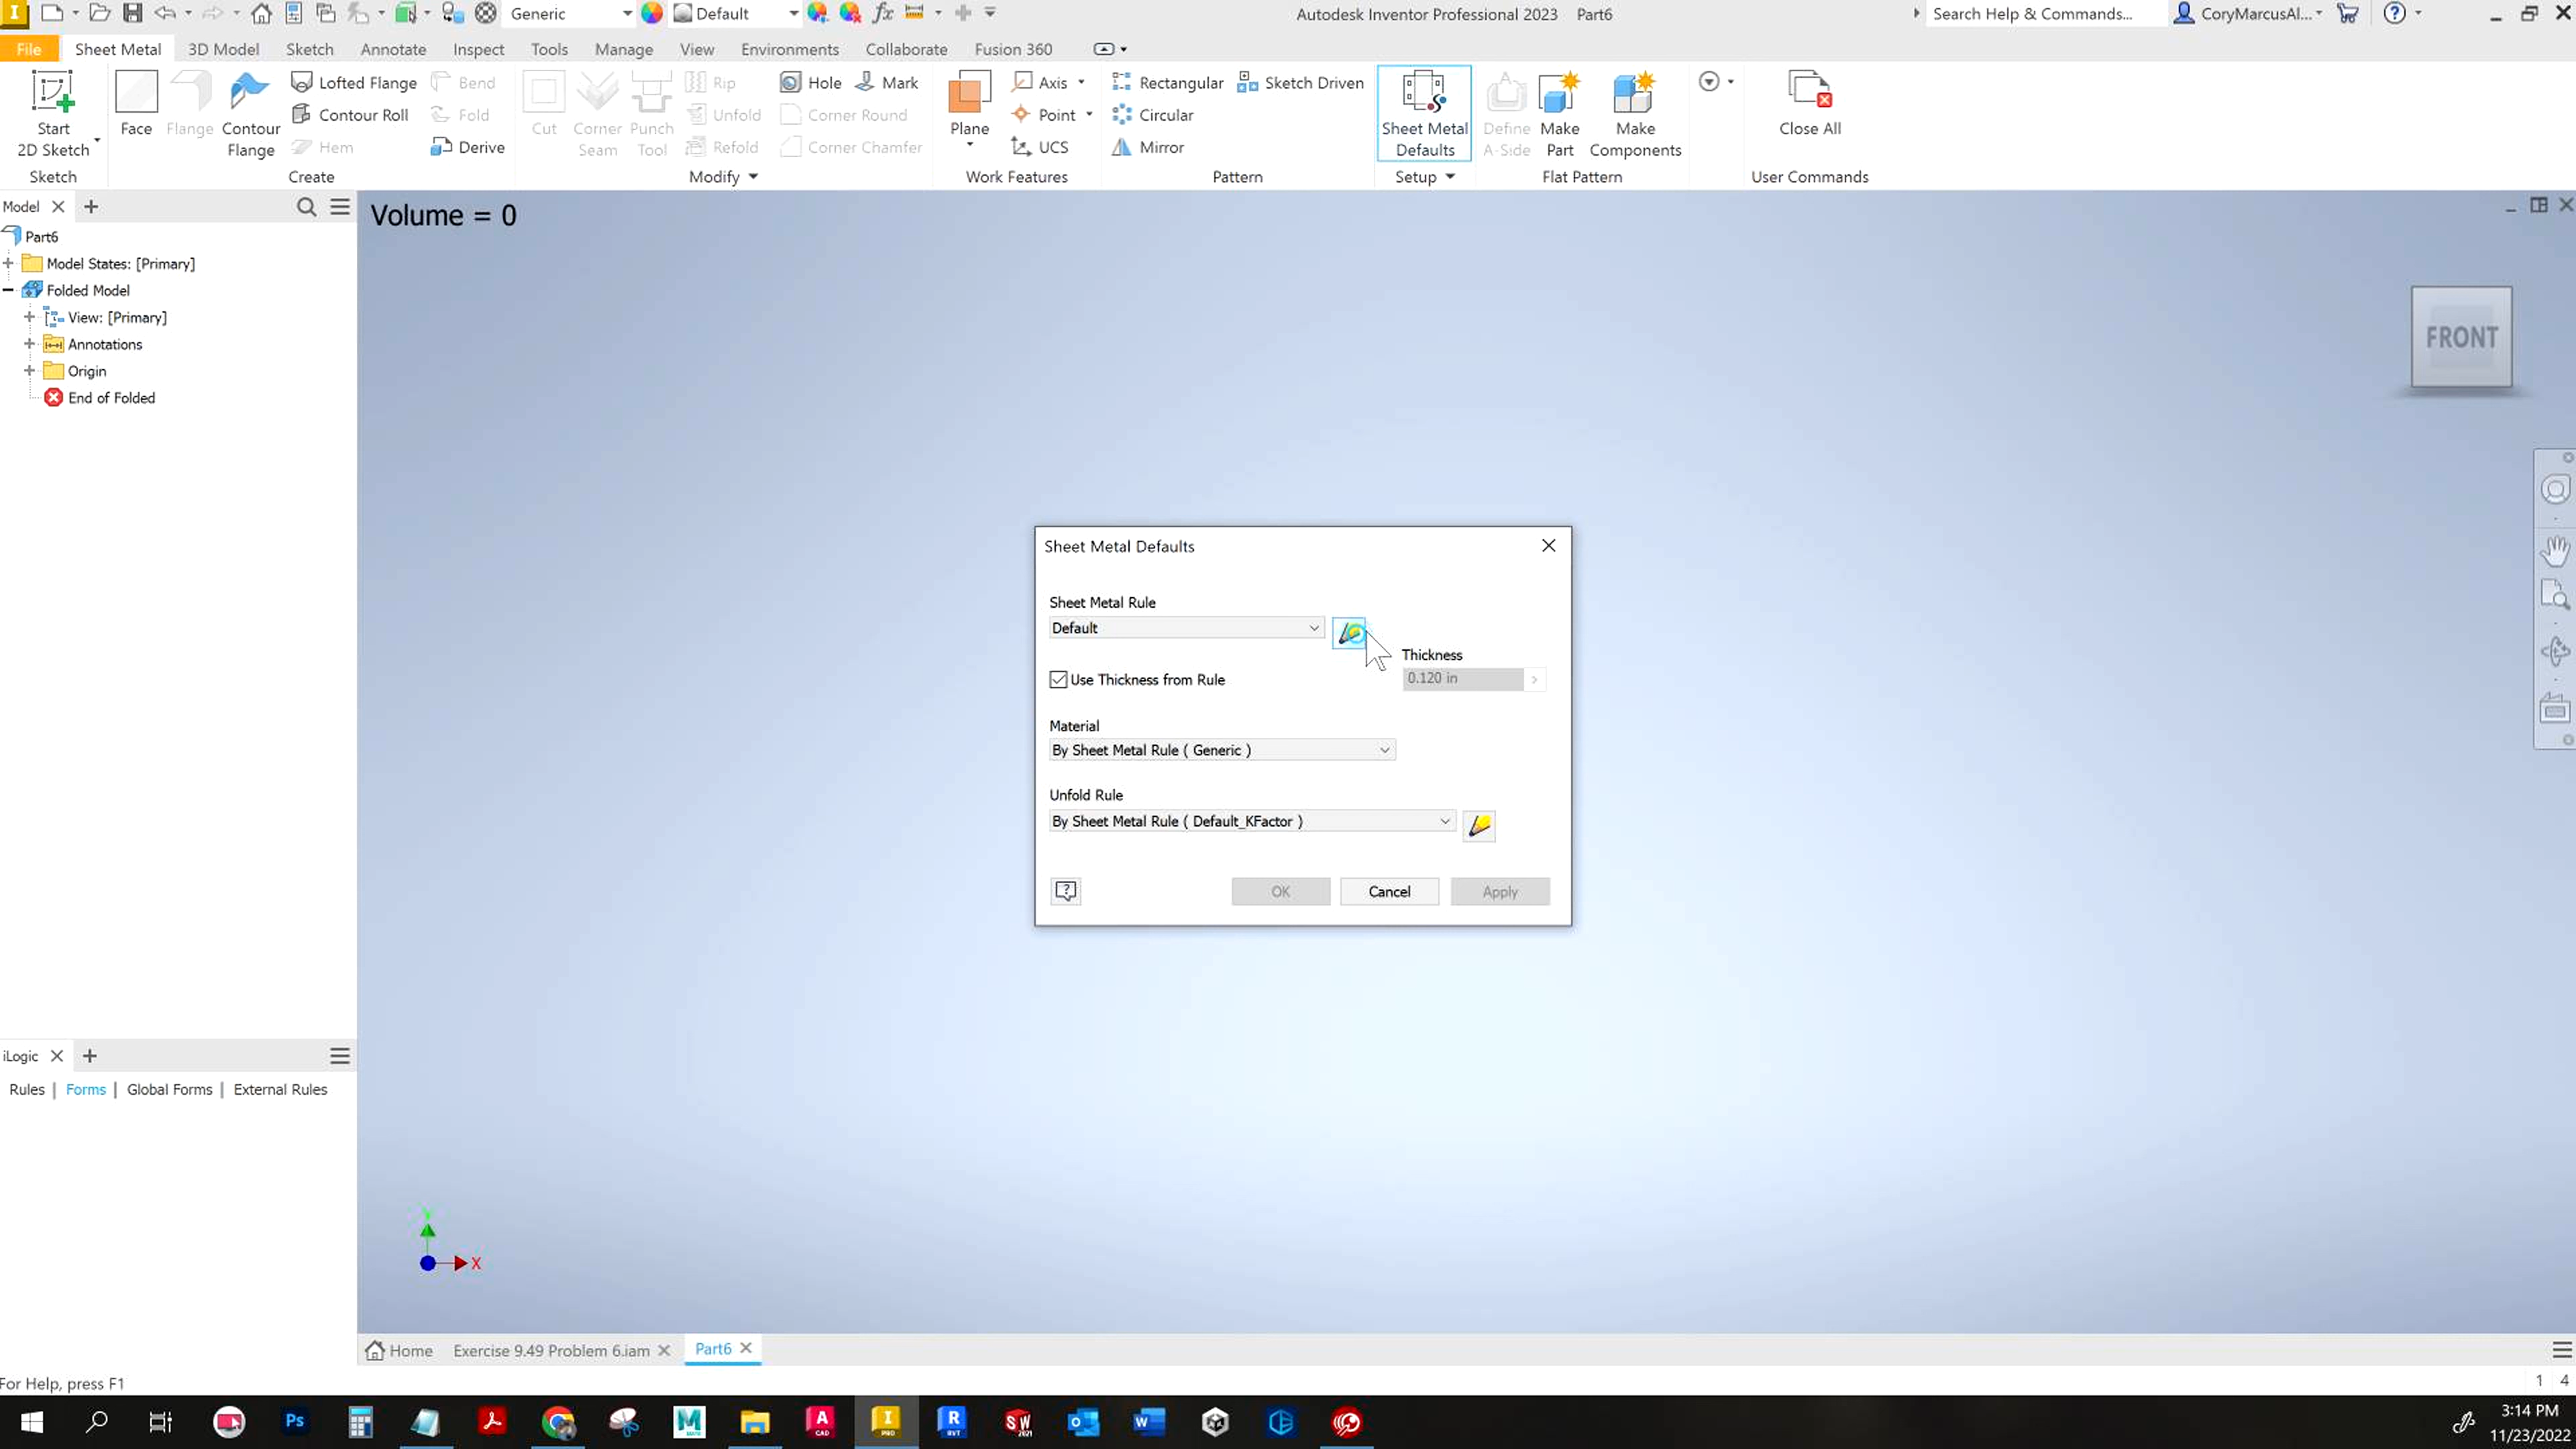 Generic
Default
Autodesk Inventor Professional 2023 Part6
Search Help & Commands...
CoryMarcusAl...
File Sheet Metal 3D Model Sketch Annotate Inspect Tools Manage View Environments Collaborate Fusion 360
Start 2D Sketch
Face
Flange
Contour Flange
Lofted Flange
Contour Roll
Hem
Bend
Fold
Derive
Cut
Corner Seam
Punch Tool
Rip
Unfold
Refold
Hole
Mark
Corner Round
Corner Chamfer
Plane
Axis
Point
UCS
Rectangular
Circular
Mirror
Sketch Driven
Sheet Metal Defaults
Define A-Side
Make Part
Make Components
Close All
Sketch Create Modify Work Features Pattern Setup Flat Pattern User Commands
Model
Volume = 0
Part6
Model States: [Primary]
Folded Model
View: [Primary]
Annotations
Origin
End of Folded
FRONT
Sheet Metal Defaults
Sheet Metal Rule
Default
Thickness
Use Thickness from Rule
0.120 in
Material
By Sheet Metal Rule ( Generic )
Unfold Rule
By Sheet Metal Rule ( Default_KFactor )
OK Cancel Apply
iLogic
Rules | Forms | Global Forms | External Rules
Y
X
Home Exercise 9.49 Problem 6.iam Part6
For Help, press F1
1 4
3:14 PM
11/23/2022